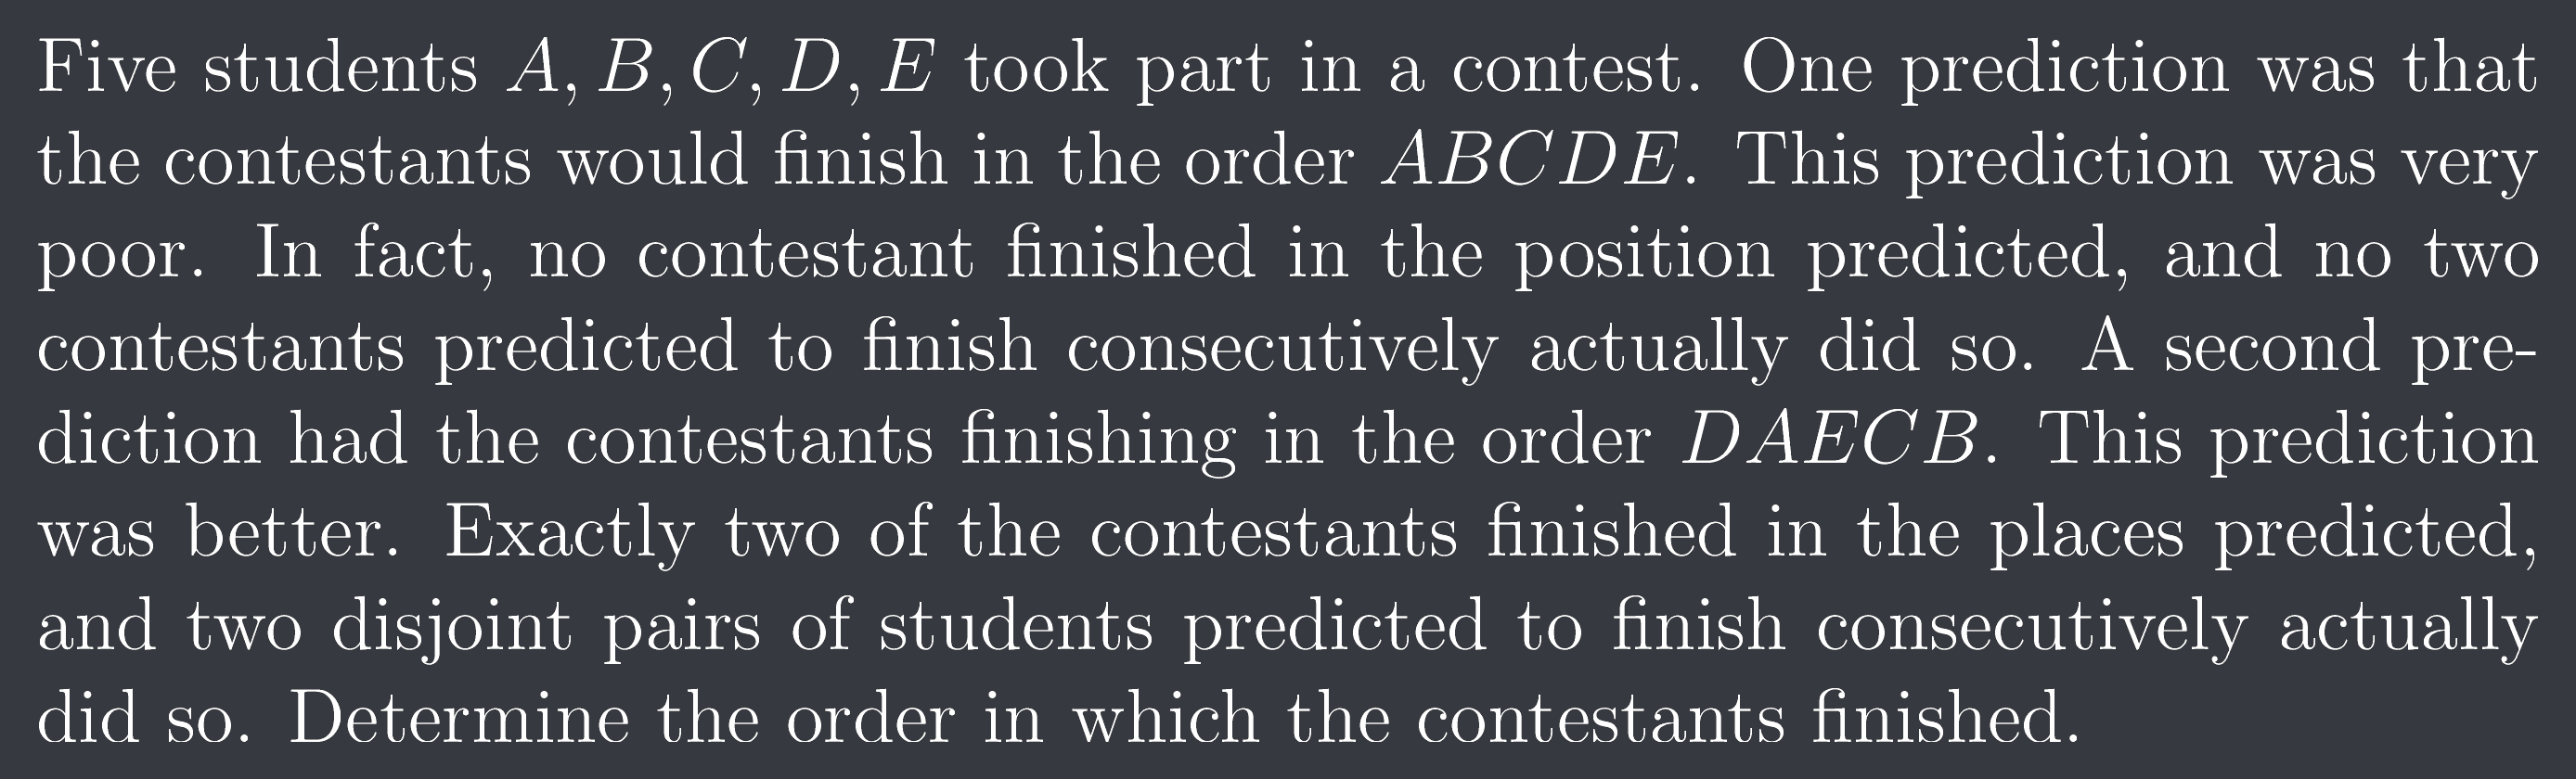 Five students A, B, C, D, E took part in a contest. One prediction was that
the contestants would finish in the order ABCDE. This prediction was very
poor. In fact, no contestant finished in the position predicted, and no two
contestants predicted to finish consecutively actually did so. A second pre-
diction had the contestants finishing in the order DAECB. This prediction
was better. Exactly two of the contestants finished in the places predicted,
and two disjoint pairs of students predicted to finish consecutively actually
did so. Determine the order in which the contestants finished.